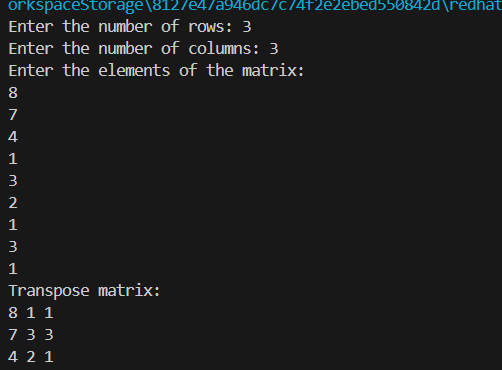 orkspaceStorage\8127e47a946dc7c74f2e2ebed550842d\redhat
Enter the number of rows: 3
Enter the number of columns: 3
Enter the elements of the matrix:
8
7
4
1
3
2
1
3
1
Transpose matrix:
8 1 1
7 3 3
4 2 1